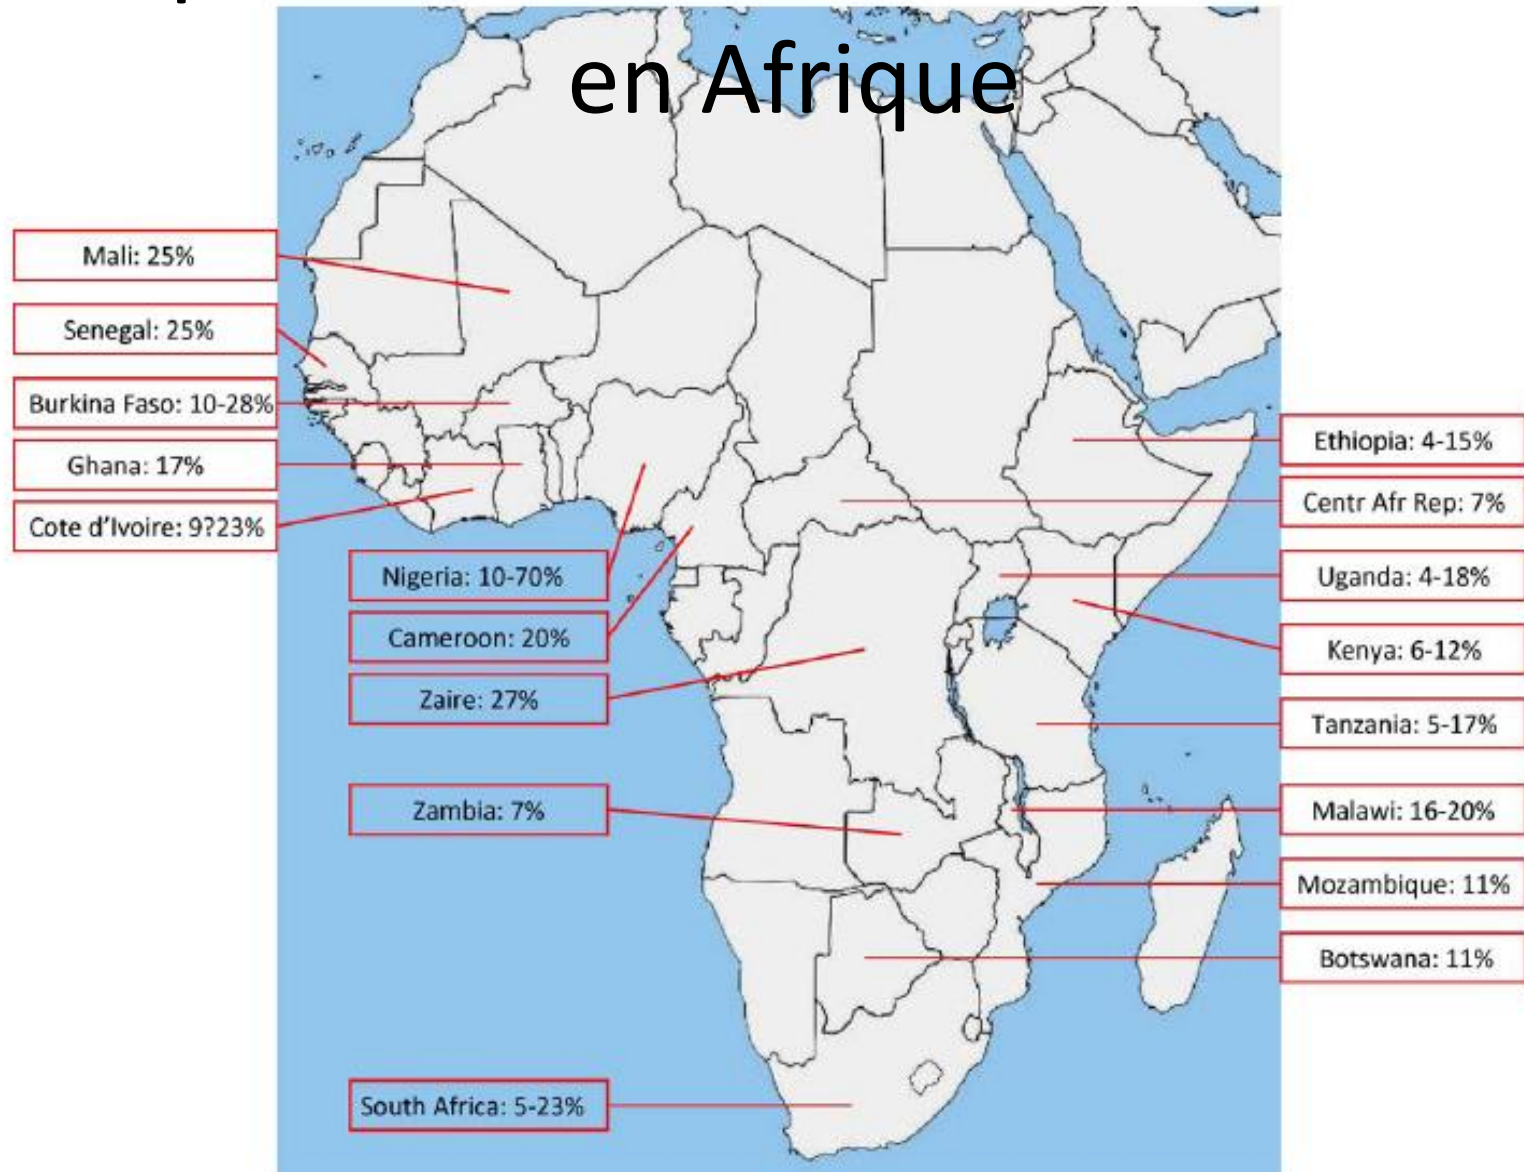 en Afrique
Mali: 25%
Senegal: 25%
Burkina Faso: 10-28%
Ghana: 17%
Cote d’Ivoire: 9?23%
Nigeria: 10-70%
Cameroon: 20%
Zaire: 27%
Zambia: 7%
South Africa: 5-23%
Ethiopia: 4-15%
Centr Afr Rep: 7%
Uganda: 4-18%
Kenya: 6-12%
Tanzania: 5-17%
Malawi: 16-20%
Mozambique: 11%
Botswana: 11%